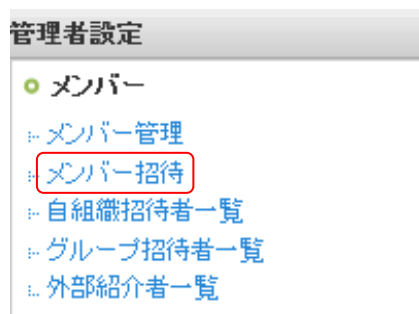 管理者設定
メンバー
メンバー管理
メンバー招待
自組織招待者一覧
グループ招待者一覧
外部紹介者一覧